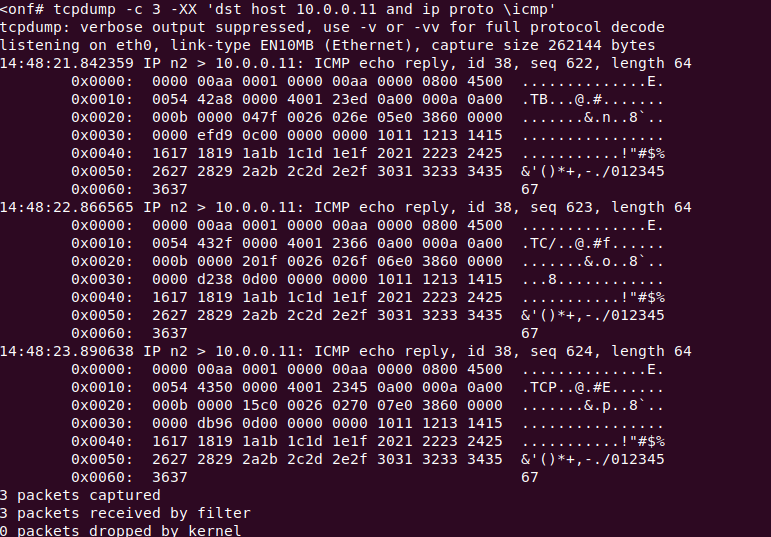 <onf# tcpdump -c 3 -XX 'dst host 10.0.0.11 and ip proto \icmp'
tcpdump: verbose output suppressed, use -v or -vv for full protocol decode
listening on eth0, link-type EN10MB (Ethernet), capture size 262144 bytes
14:48:21.842359 IP n2 > 10.0.0.11: ICMP echo reply, id 38, seq 622, length 64
        0x0000:  0000 00aa 0001 0000 00aa 0000 0800 4500  ..............E.
        0x0010:  0054 42a8 0000 4001 23ed 0a00 000a 0a00  .TB...@.#.......
        0x0020:  000b 0000 047f 0026 026e 05e0 3860 0000  .......&.n..8`..
        0x0030:  0000 efd9 0c00 0000 0000 1011 1213 1415  ................
        0x0040:  1617 1819 1a1b 1c1d 1e1f 2021 2223 2425  ...........!"#$%
        0x0050:  2627 2829 2a2b 2c2d 2e2f 3031 3233 3435  &'()*+,-./012345
        0x0060:  3637                                     67
14:48:22.866565 IP n2 > 10.0.0.11: ICMP echo reply, id 38, seq 623, length 64
        0x0000:  0000 00aa 0001 0000 00aa 0000 0800 4500  ..............E.
        0x0010:  0054 432f 0000 4001 2366 0a00 000a 0a00  .TC/..@.#f......
        0x0020:  000b 0000 201f 0026 026f 06e0 3860 0000  .......&.o..8`..
        0x0030:  0000 d238 0d00 0000 0000 1011 1213 1415  ...8............
        0x0040:  1617 1819 1a1b 1c1d 1e1f 2021 2223 2425  ...........!"#$%
        0x0050:  2627 2829 2a2b 2c2d 2e2f 3031 3233 3435  &'()*+,-./012345
        0x0060:  3637                                     67
14:48:23.890638 IP n2 > 10.0.0.11: ICMP echo reply, id 38, seq 624, length 64
        0x0000:  0000 00aa 0001 0000 00aa 0000 0800 4500  ..............E.
        0x0010:  0054 4350 0000 4001 2345 0a00 000a 0a00  .TCP..@.#E......
        0x0020:  000b 0000 15c0 0026 0270 07e0 3860 0000  .......&.p..8`..
        0x0030:  0000 db96 0d00 0000 0000 1011 1213 1415  ................
        0x0040:  1617 1819 1a1b 1c1d 1e1f 2021 2223 2425  ...........!"#$%
        0x0050:  2627 2829 2a2b 2c2d 2e2f 3031 3233 3435  &'()*+,-./012345
        0x0060:  3637                                     67
3 packets captured
3 packets received by filter
0 packets dropped by kernel